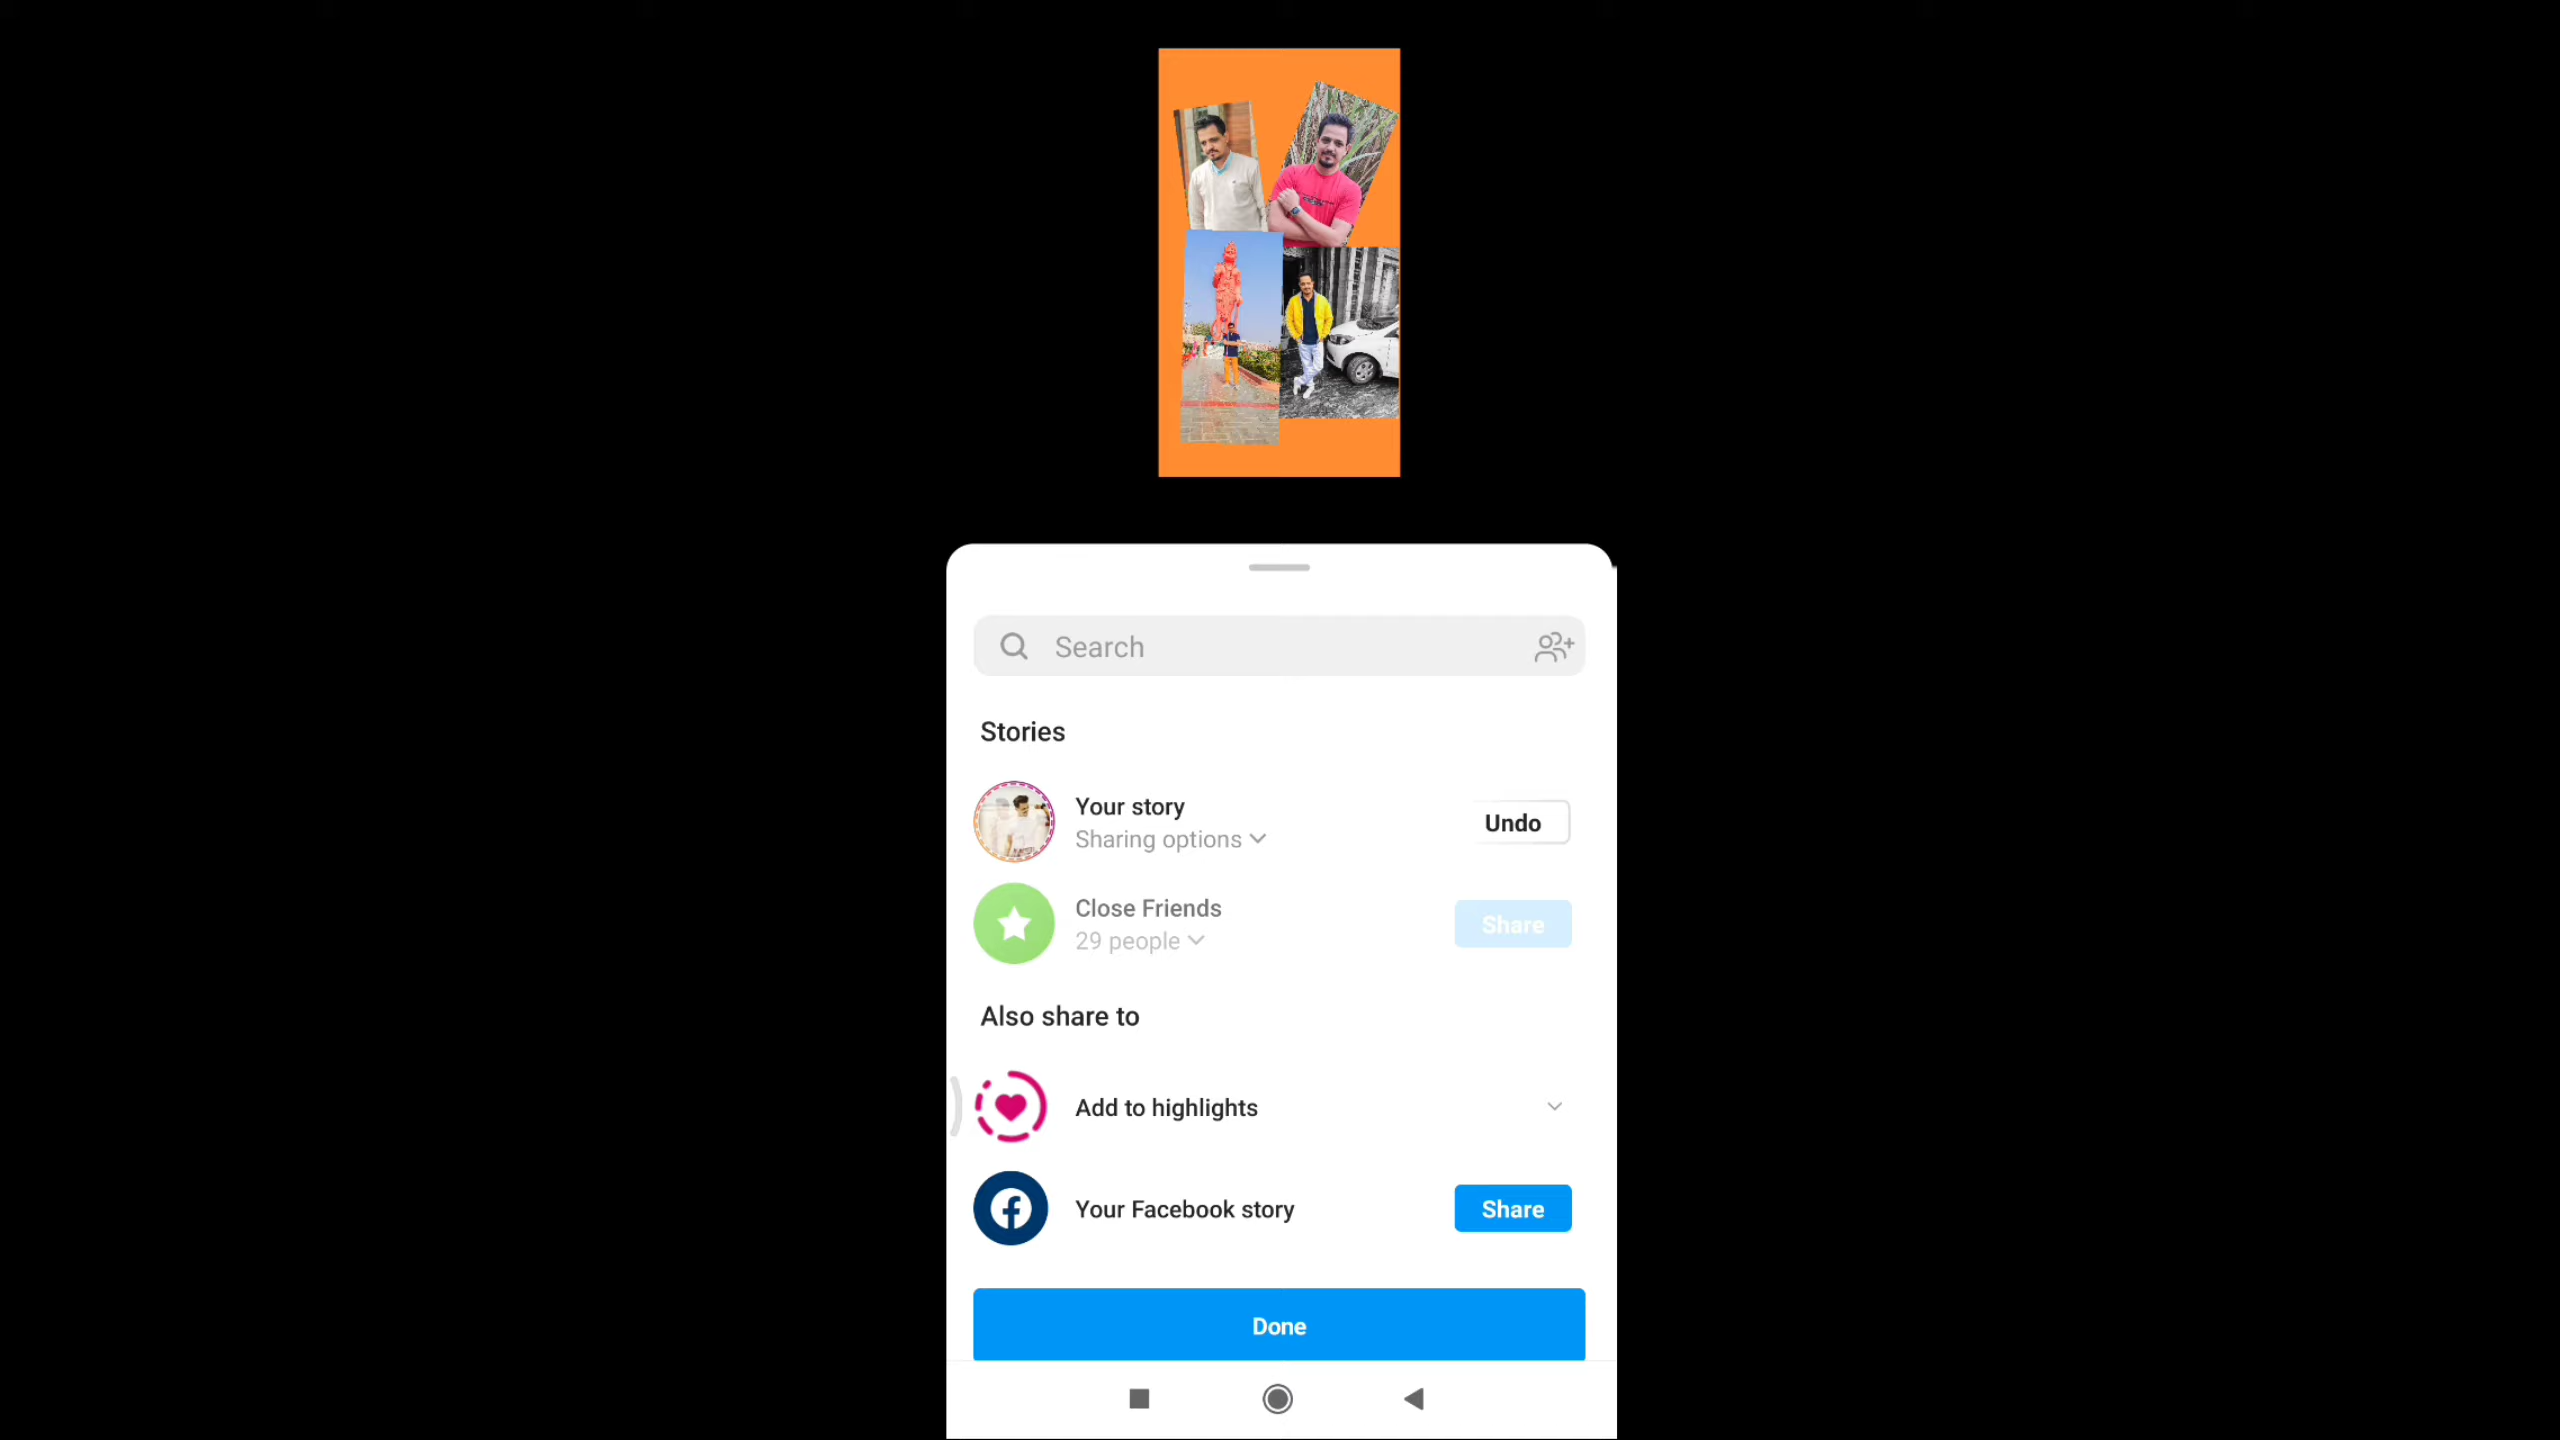 Search
Stories
Your story
Sharing options
Undo
Close Friends
29 people
Share
Also share to
Add to highlights
Your Facebook story
Share
Done